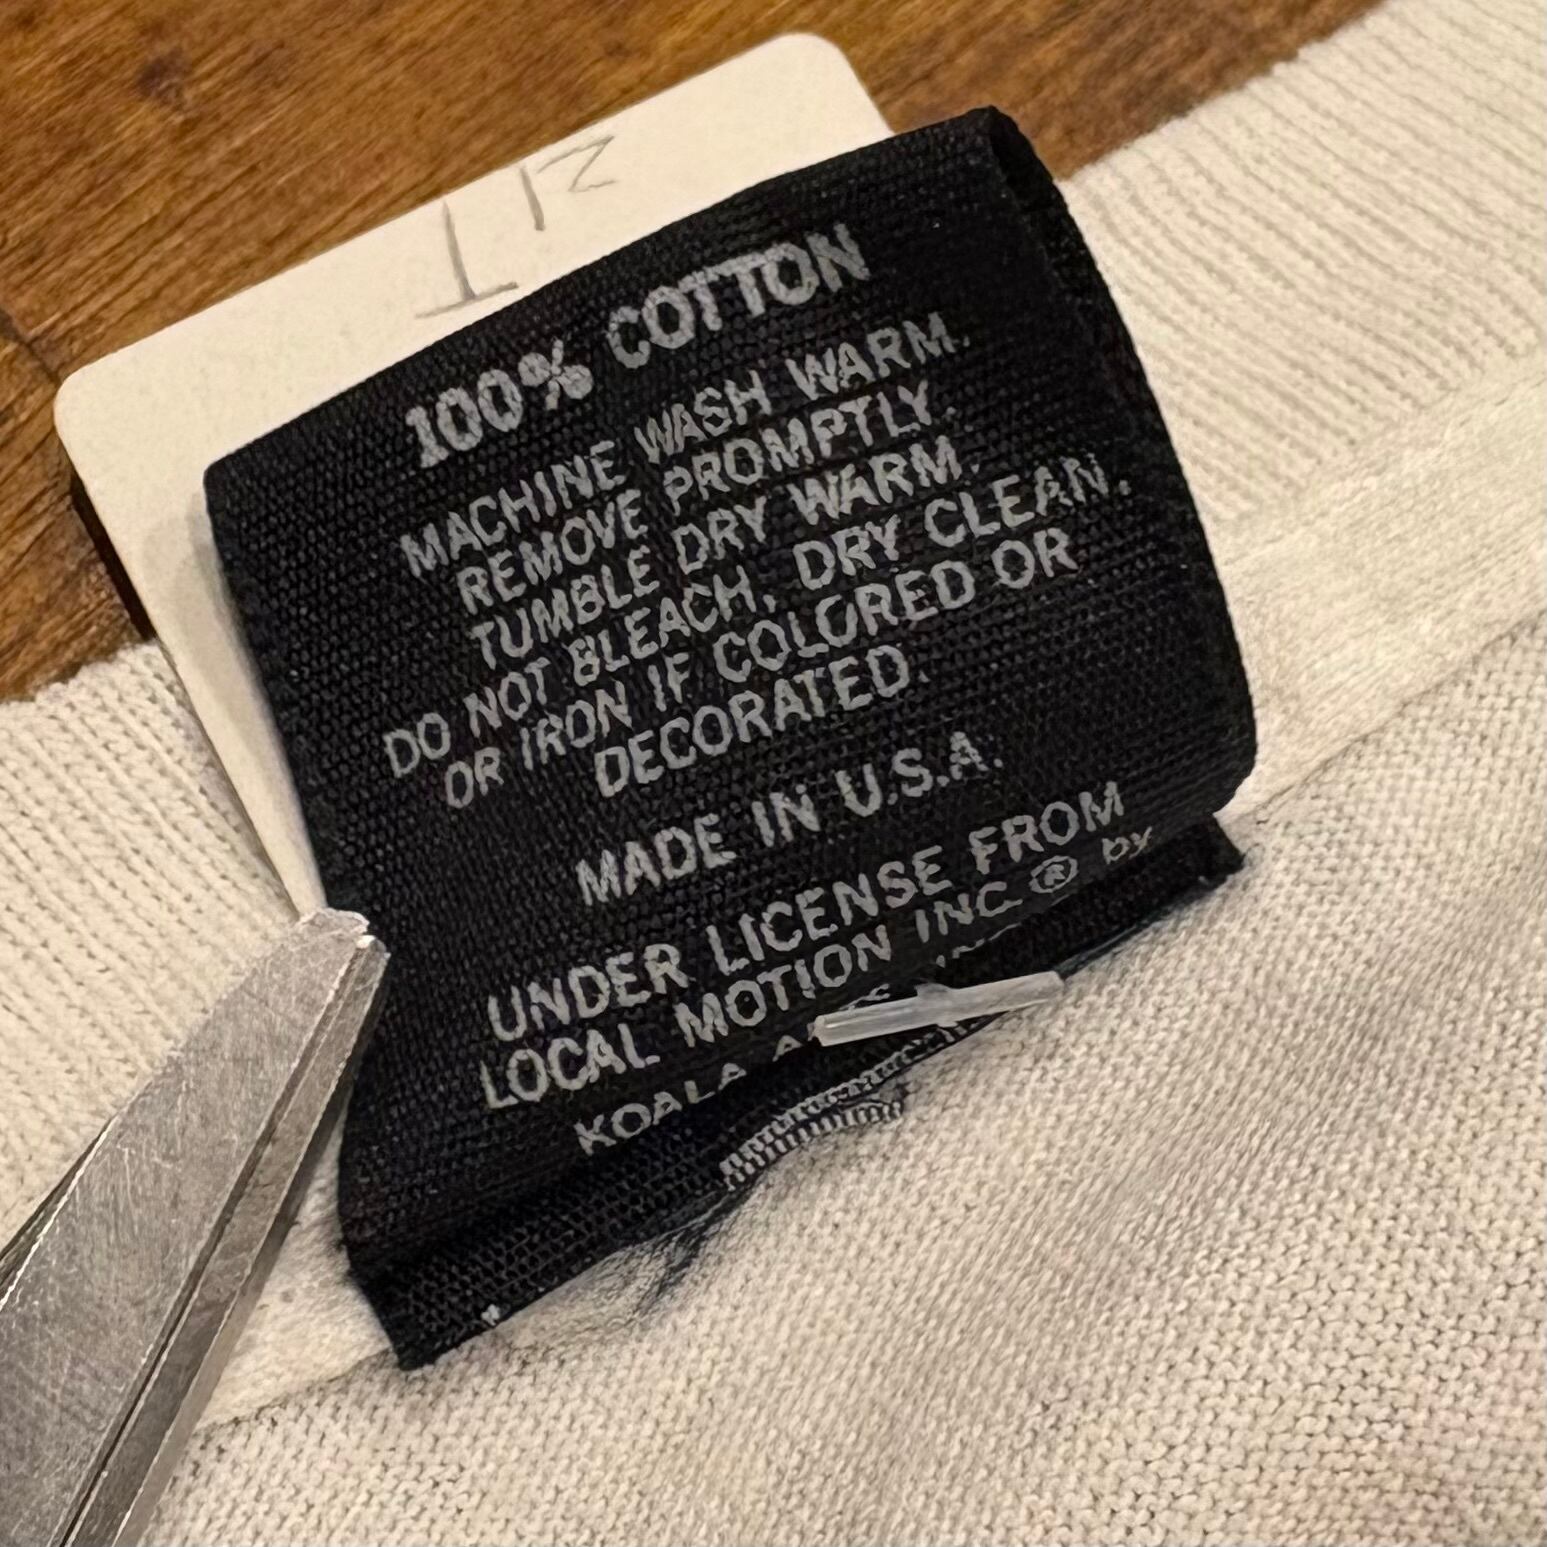 100% COTTON
MACHINE WASH WARM.
REMOVE PROMPTLY.
TUMBLE DRY WARM.
DO NOT BLEACH, DRY CLEAN.
OR IRON IF COLORED OR
DECORATED.
MADE IN U.S.A.
UNDER LICENSE FROM
LOCAL MOTION INC.® by
KOALA